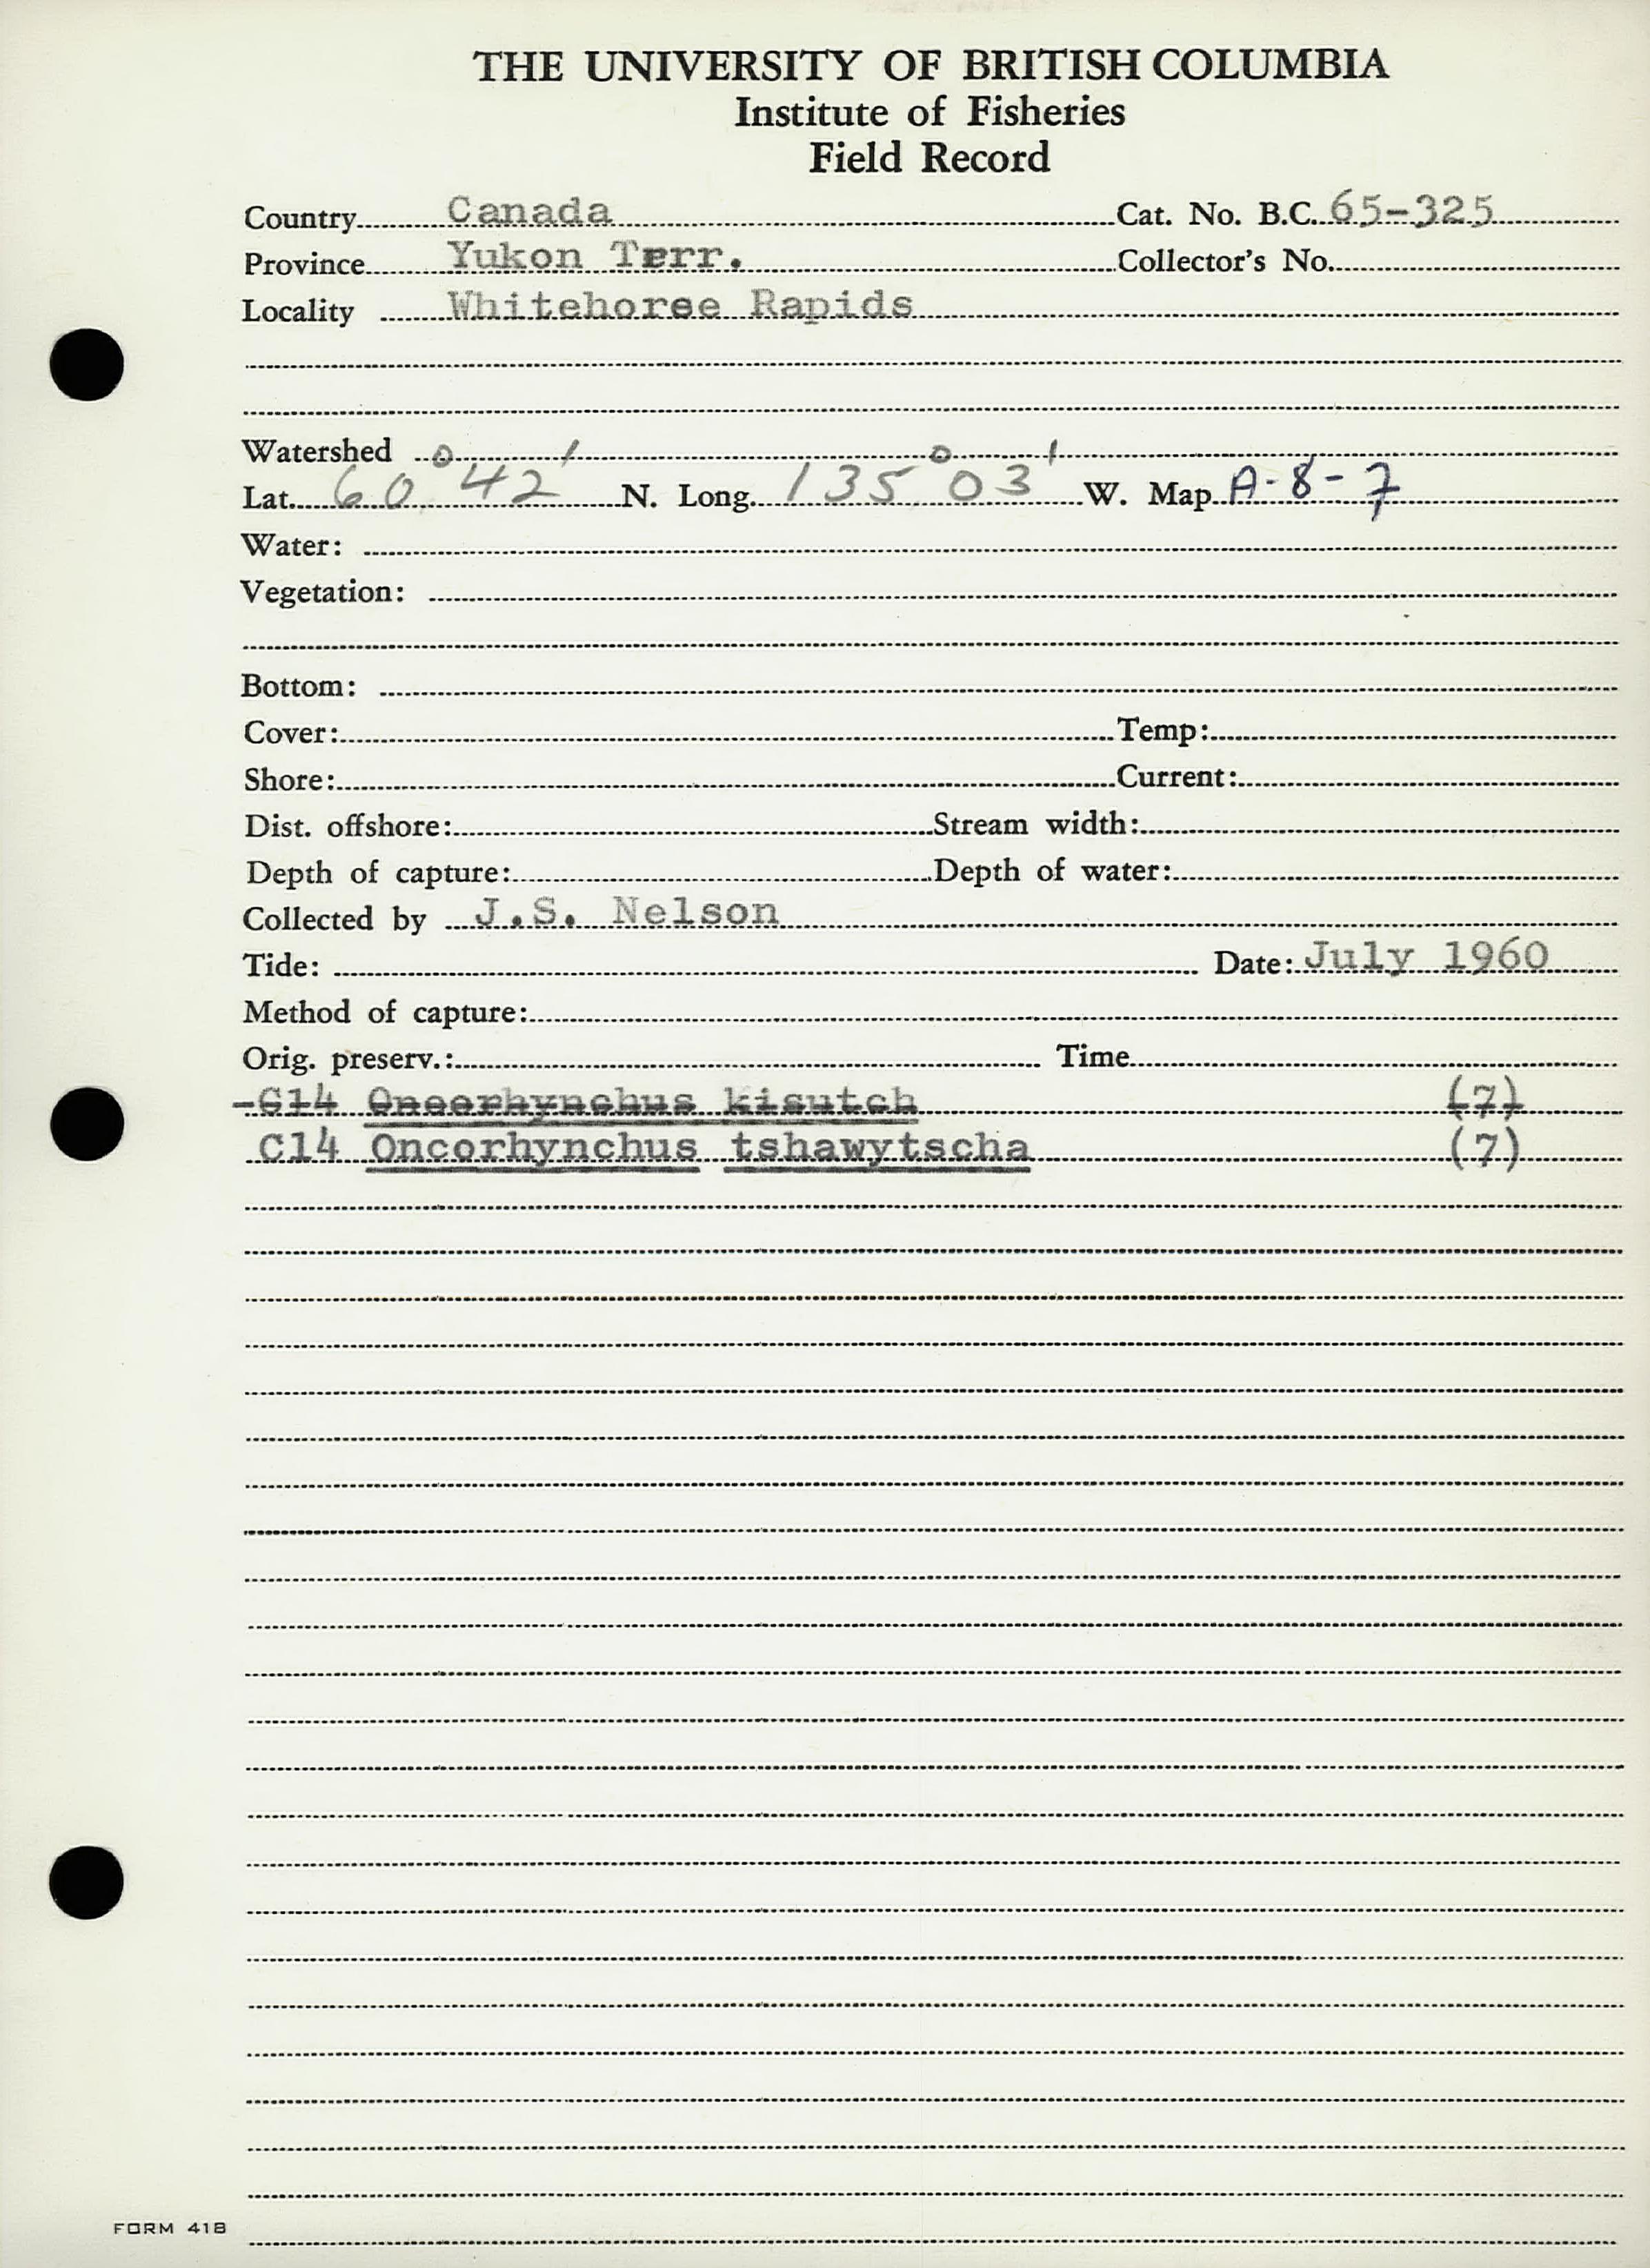 THE UNIVERSITY OF BRITISH COLUMBIA
Institute of Fisheries
Field Record
Country Canada Cat. No. B.C. 65-325
Province Yukon Terr. Collector's No.
Locality Whitehorse Rapids
Watershed
Lat. 60° 42' N. Long. 135° 03' W. Map A-8-7
Water:
Vegetation:
Bottom:
Cover: Temp:
Shore: Current:
Dist. offshore: Stream width:
Depth of capture: Depth of water:
Collected by J.S. Nelson
Tide: Date: July 1960
Method of capture:
Orig. preserv.: Time
C14 Oncorhynchus kisutch (7)
C14 Oncorhynchus tshawytscha (7)
FORM 41B